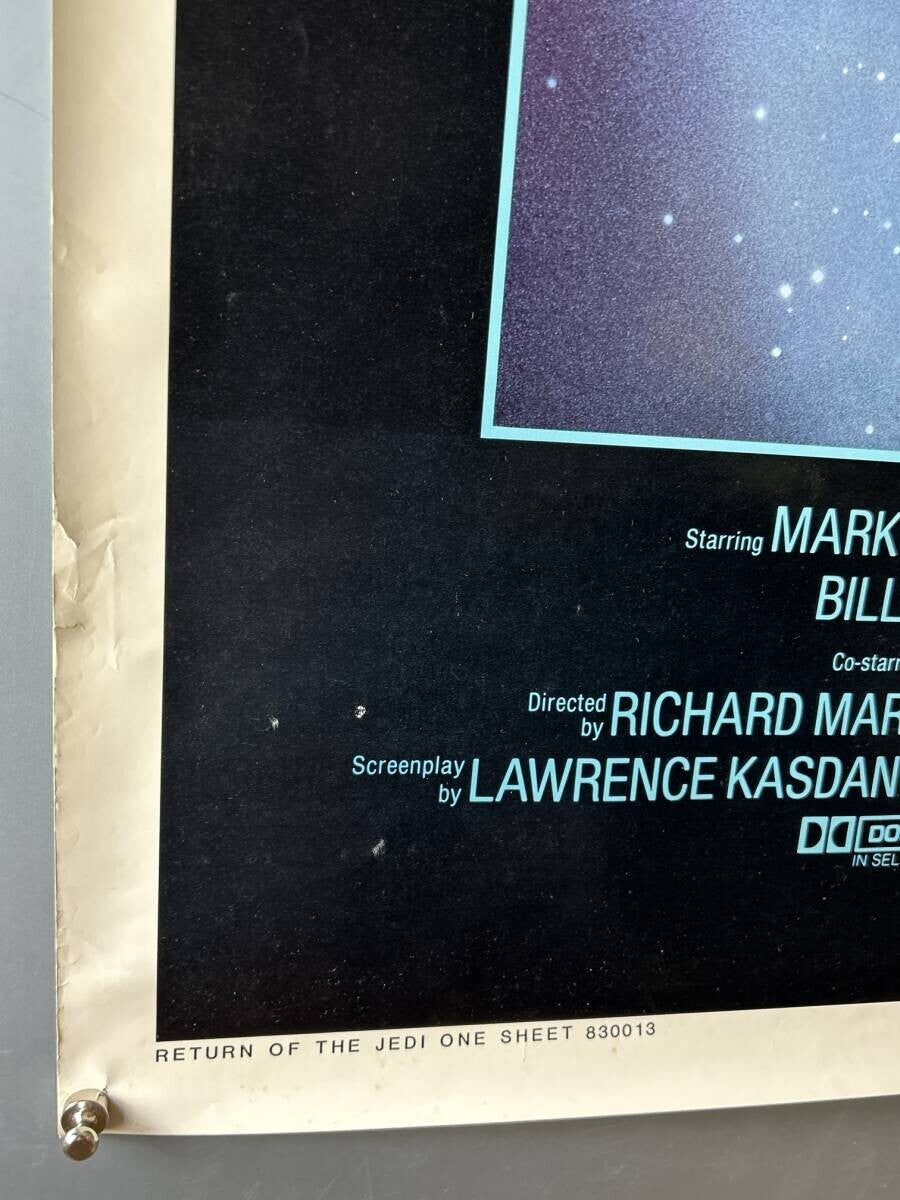 Starring MARK
BILL
Co-starr
Directed by RICHARD MAR
Screenplay by LAWRENCE KASDAN
DO
IN SEL
RETURN OF THE JEDI ONE SHEET 830013